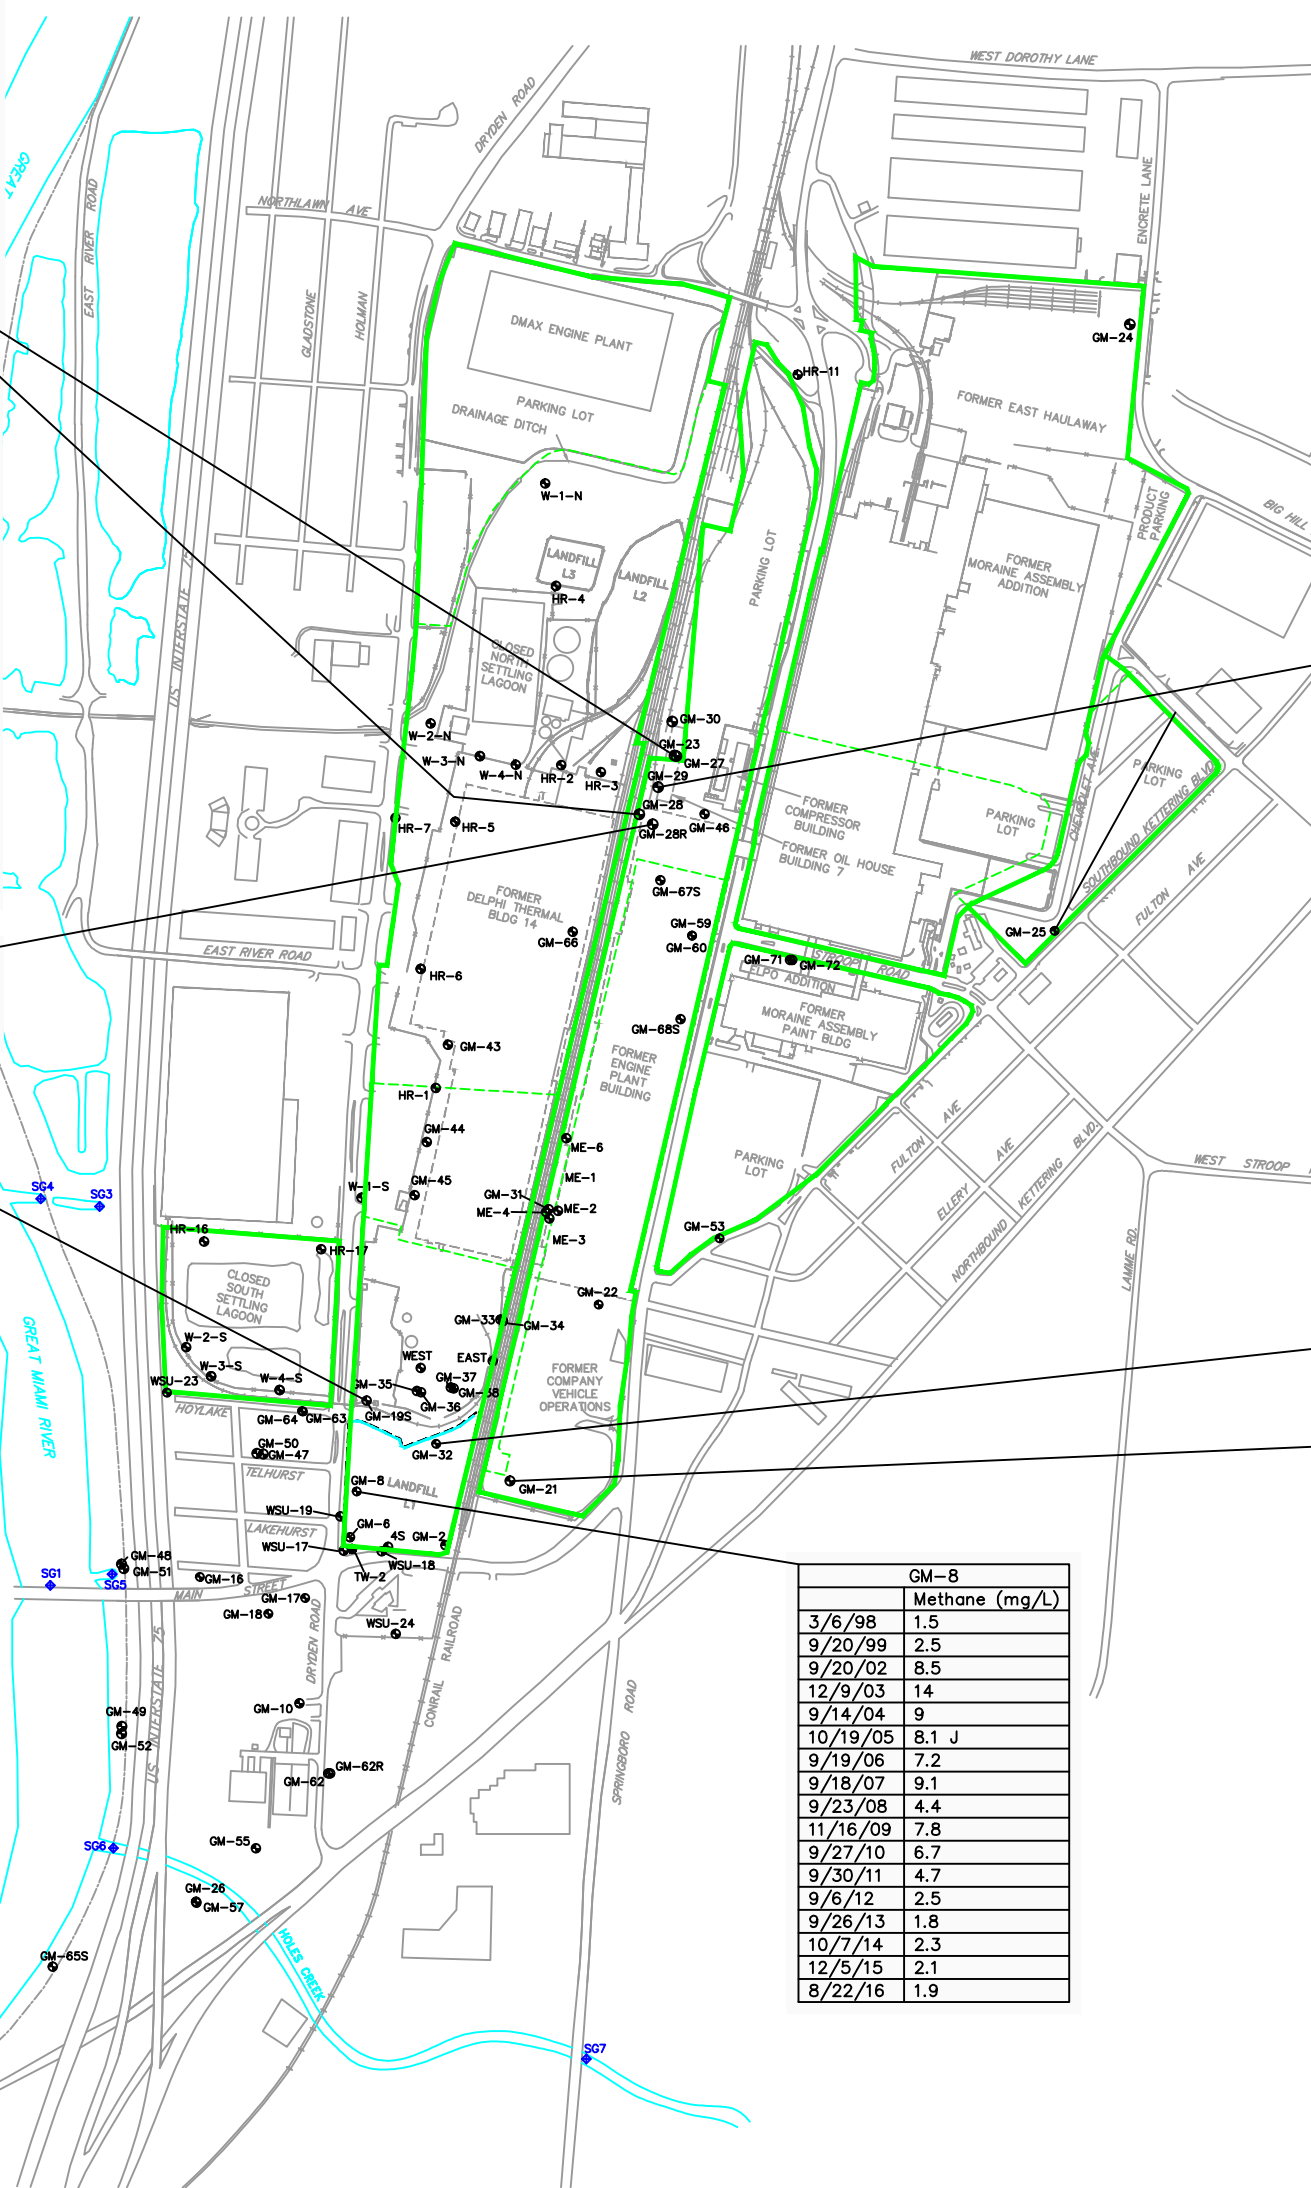 WEST DOROTHY LANE
DRYDEN ROAD
GREAT
EAST RIVER ROAD
NORTHLAWN AVE
ENCRETE LANE
GLADSTONE
HOLMAN
DMAX ENGINE PLANT
GM-24
HR-11
PARKING LOT
DRAINAGE DITCH
FORMER EAST HAULAWAY
W-1-N
PRODUCT
PARKING
BIG HILL
US INTERSTATE 75
LANDFILL
L3
HR-4
LANDFILL
L2
PARKING LOT
FORMER
MORAINE ASSEMBLY
ADDITION
CLOSED
NORTH
SETTLING
LAGOON
W-2-N
GM-30
GM-23
GM-27
W-3-N
W-4-N
HR-2
HR-3
GM-29
PARKING
LOT
CHEVROLET AVE.
SOUTHBOUND KETTERING BLVD.
HR-7
HR-5
GM-28
GM-28R
GM-46
FORMER
COMPRESSOR
BUILDING
PARKING
LOT
FORMER OIL HOUSE
BUILDING 7
FULTON AVE
FORMER
DELPHI THERMAL
BLDG 14
GM-67S
GM-66
GM-59
GM-60
GM-25
EAST RIVER ROAD
HR-6
GM-71
GM-72
STROOP ROAD
ELPO ADDITION
FORMER
MORAINE ASSEMBLY
PAINT BLDG
GM-68S
GM-43
FORMER
ENGINE
PLANT
BUILDING
HR-1
GM-44
ME-6
FULTON AVE
ELLERY AVE
NORTHBOUND KETTERING BLVD.
WEST STROOP
PARKING
LOT
SG4
SG3
W-1-S
GM-45
ME-1
GM-31
ME-4
ME-2
ME-3
GM-53
LAMME RD.
HR-16
HR-17
CLOSED
SOUTH
SETTLING
LAGOON
GM-22
GREAT MIAMI RIVER
W-2-S
GM-33
GM-34
W-3-S
W-4-S
WSU-23
WEST
EAST
GM-35
GM-37
GM-38
GM-36
GM-19S
FORMER
COMPANY
VEHICLE
OPERATIONS
HOYLAKE
GM-64
GM-63
GM-50
GM-47
TELHURST
GM-32
GM-8
LANDFILL
L1
GM-21
WSU-19
LAKEHURST
GM-6
WSU-17
4S
GM-2
WSU-18
TW-2
GM-48
GM-51
SG1
SG5
GM-16
MAIN STREET
GM-17
GM-18
WSU-24
DRYDEN ROAD
CONRAIL RAILROAD
US INTERSTATE 75
SPRINGBORO ROAD
GM-10
GM-49
GM-52
GM-62R
GM-62
SG6
GM-55
GM-26
GM-57
GM-65S
HOLES CREEK
SG7
GM-8
Methane (mg/L)
3/6/98 1.5
9/20/99 2.5
9/20/02 8.5
12/9/03 14
9/14/04 9
10/19/05 8.1 J
9/19/06 7.2
9/18/07 9.1
9/23/08 4.4
11/16/09 7.8
9/27/10 6.7
9/30/11 4.7
9/6/12 2.5
9/26/13 1.8
10/7/14 2.3
12/5/15 2.1
8/22/16 1.9